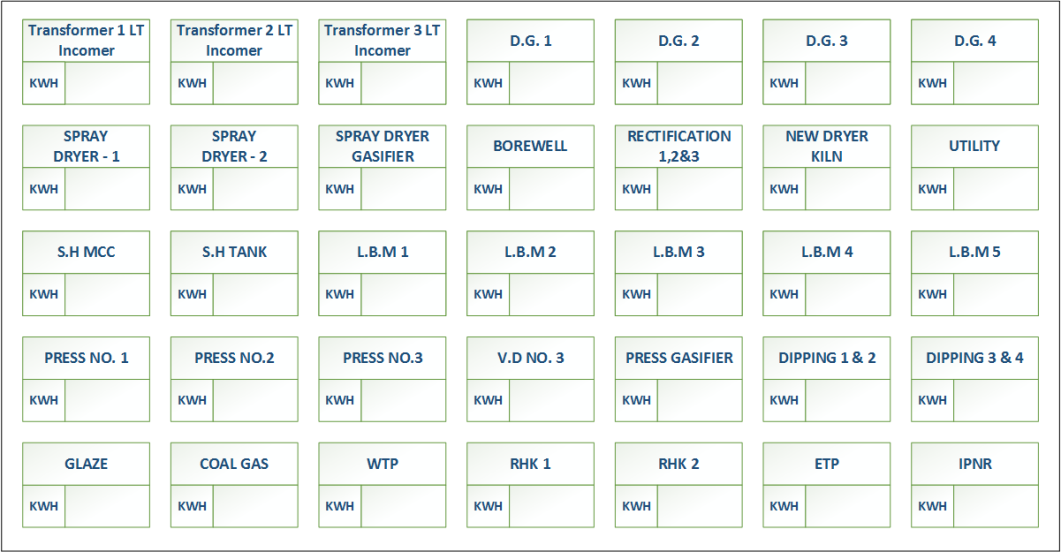 Transformer 1 LT
Incomer
KWH
Transformer 2 LT
Incomer
KWH
Transformer 3 LT
Incomer
KWH
D.G. 1
KWH
D.G. 2
KWH
D.G. 3
KWH
D.G. 4
KWH
SPRAY
DRYER - 1
KWH
SPRAY
DRYER - 2
KWH
SPRAY DRYER
GASIFIER
KWH
BOREWELL
KWH
RECTIFICATION
1,2&3
KWH
NEW DRYER
KILN
KWH
UTILITY
KWH
S.H MCC
KWH
S.H TANK
KWH
L.B.M 1
KWH
L.B.M 2
KWH
L.B.M 3
KWH
L.B.M 4
KWH
L.B.M 5
KWH
PRESS NO. 1
KWH
PRESS NO.2
KWH
PRESS NO.3
KWH
V.D NO. 3
KWH
PRESS GASIFIER
KWH
DIPPING 1 & 2
KWH
DIPPING 3 & 4
KWH
GLAZE
KWH
COAL GAS
KWH
WTP
KWH
RHK 1
KWH
RHK 2
KWH
ETP
KWH
IPNR
KWH